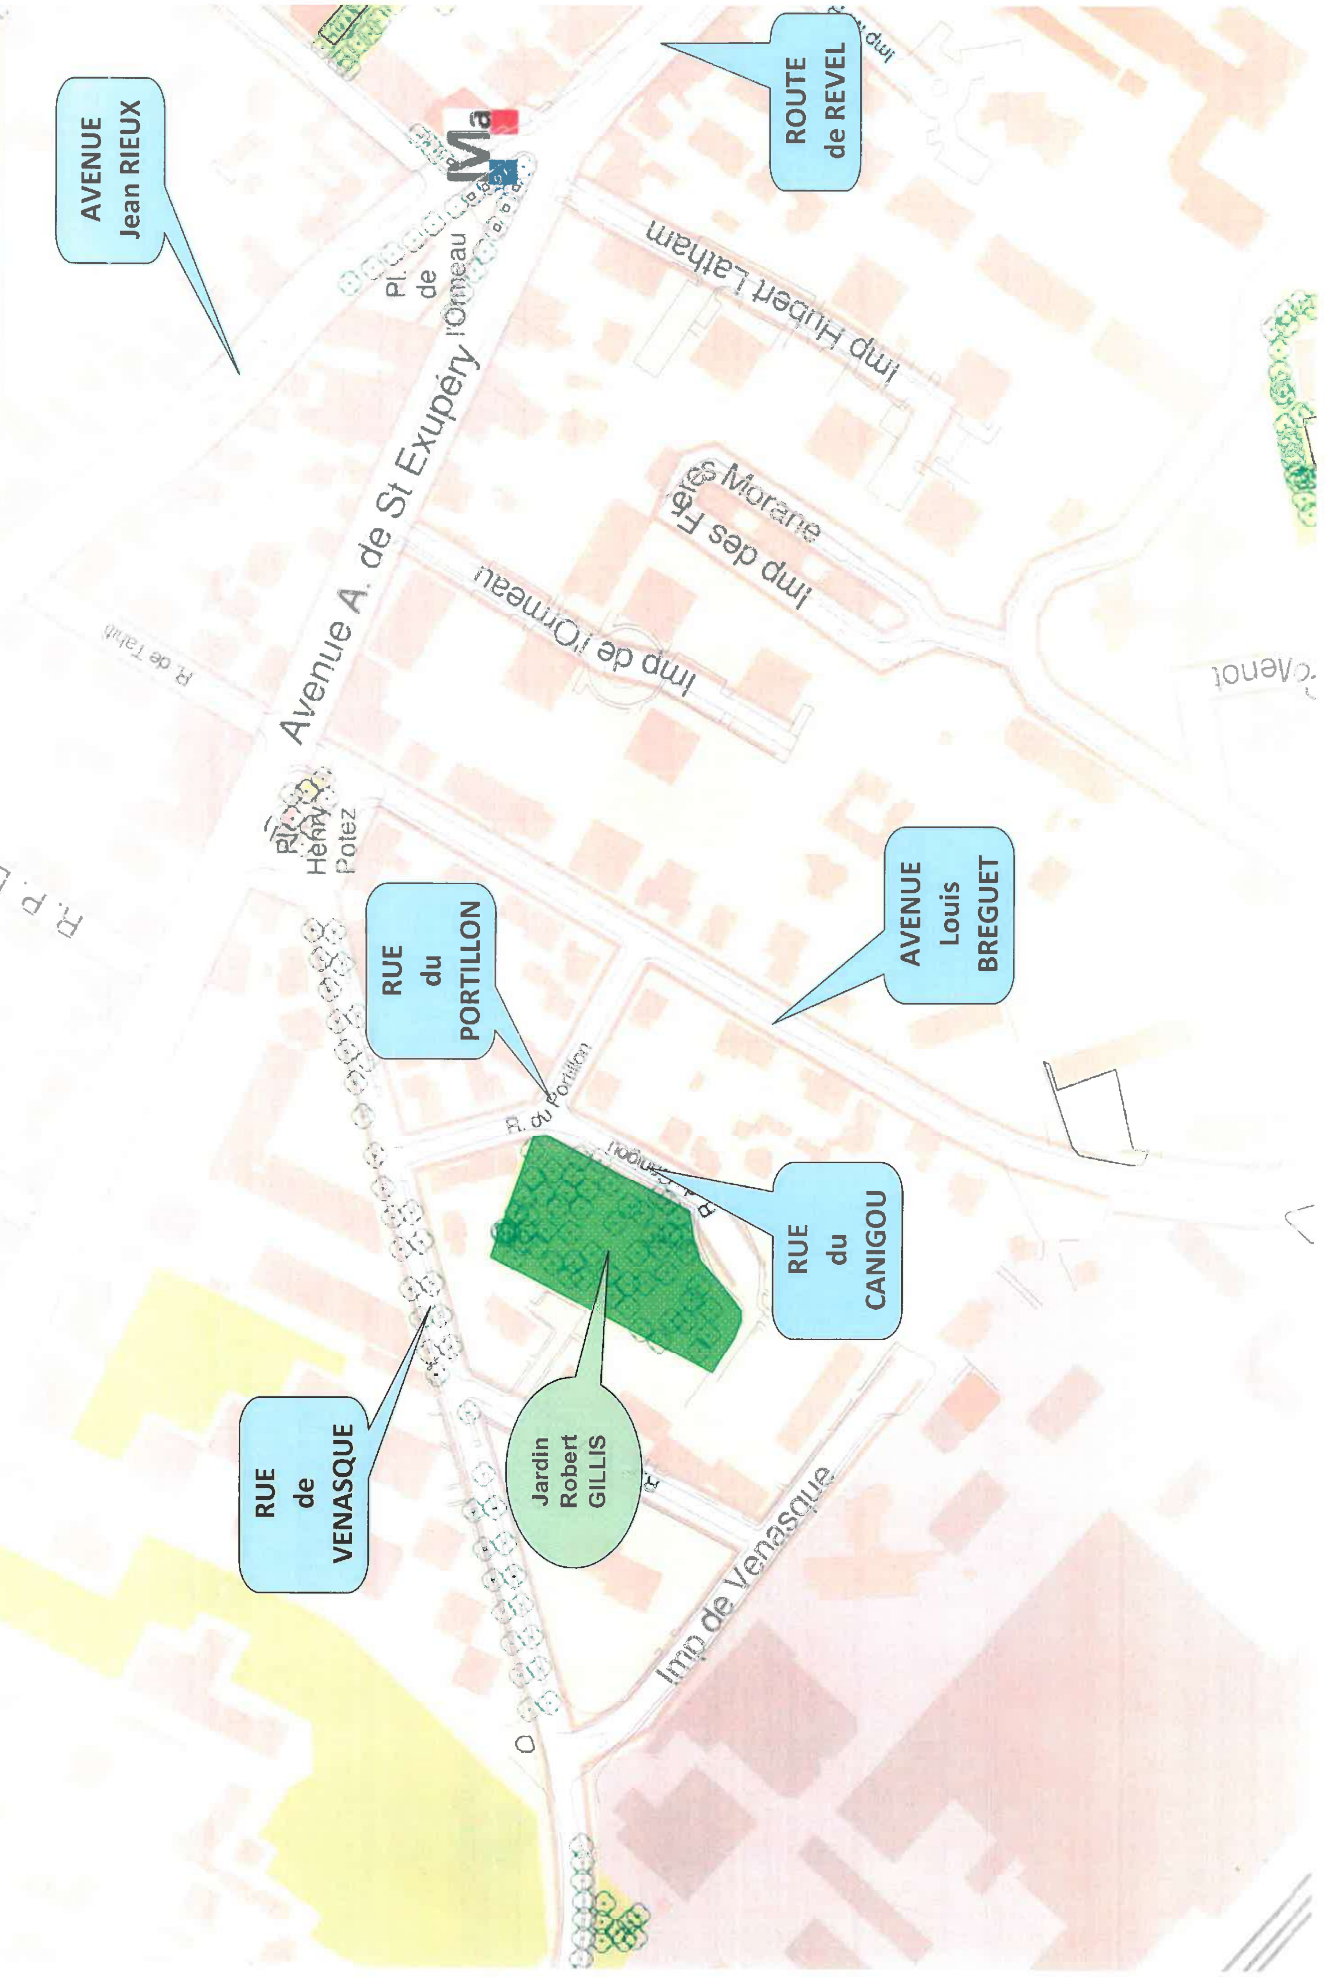 AVENUE
Jean RIEUX
ROUTE
de REVEL
Ma
Pl.
de
l'Ormeau
Avenue A. de St Exupéry
Imp Hubert Latham
Imp des Frères Morane
Imp de l'Ormeau
R. de Tahiti
Pl.
Henry
Potez
R. P.
Menot
RUE
du
PORTILLON
AVENUE
Louis
BREGUET
R. du Portillon
RUE
du
CANIGOU
RUE
de
VENASQUE
Jardin
Robert
GILLIS
R.
Imp de Venasque